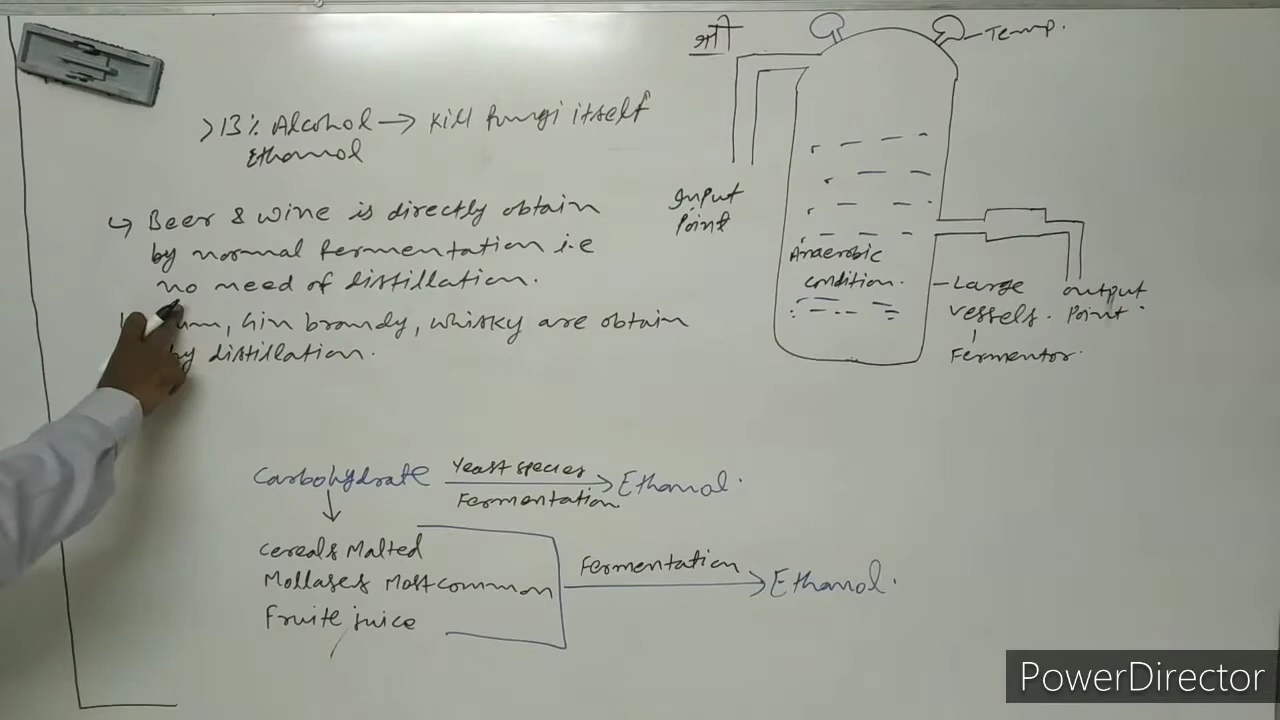 श्री
Temp.
>13% Alcohol → Kill Fungi itself
Ethanol
↳ Beer & wine is directly obtain
by normal Fermentation i.e
no need of distillation.
Gin brandy, whisky are obtain
by distillation.
Input
Point
Anaerobic
condition.
Large
vessels.
Fermentor.
output
Point.
Carbohydrate Yeast species Fermentation → Ethanol.
Cereals Malted
Mollases Most common
Fruite juice
Fermentation → Ethanol.
PowerDirector